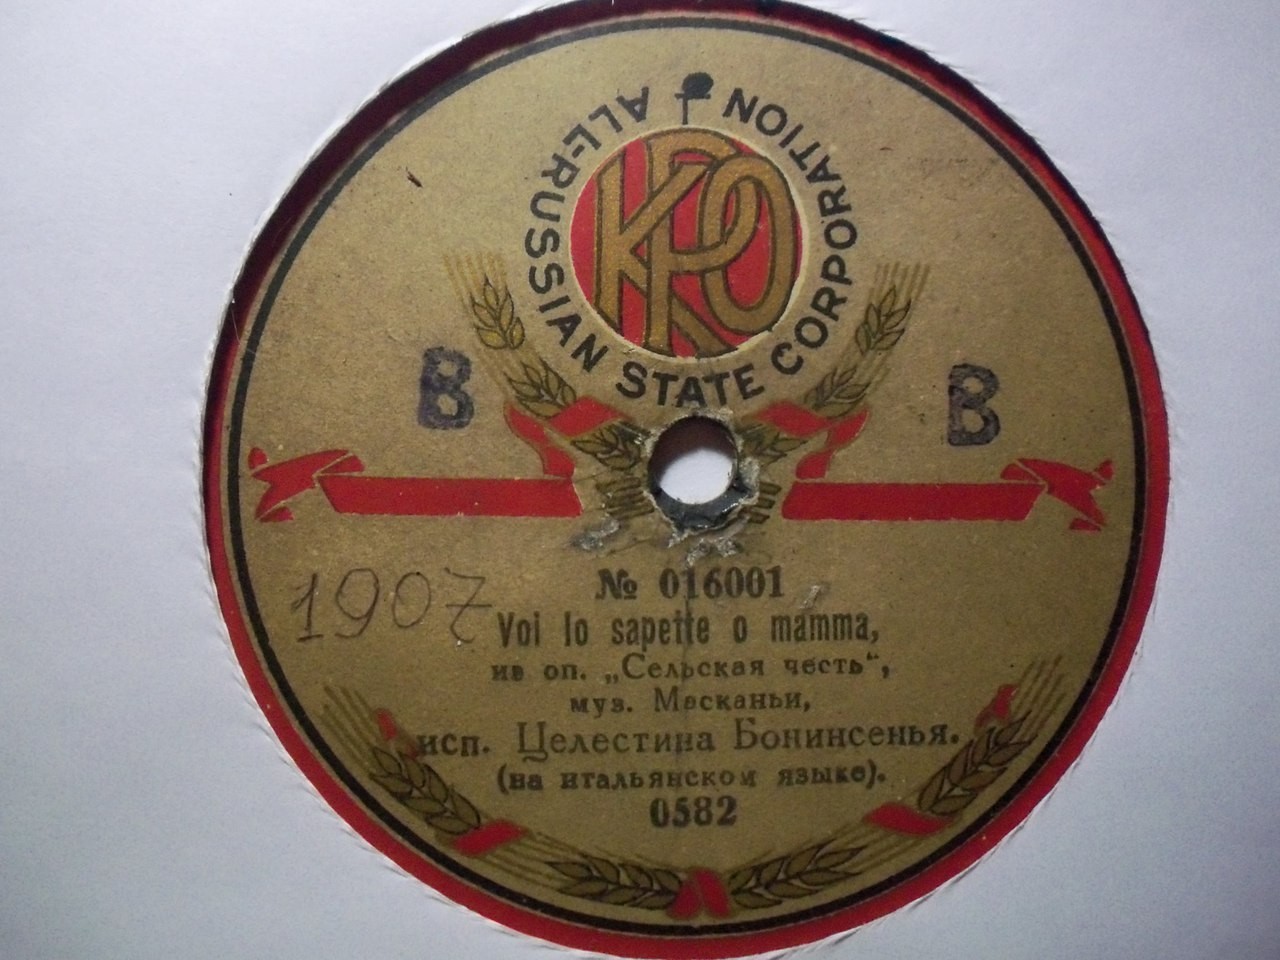 ALL-RUSSIAN STATE CORPORATION
KPO
B B
№ 016001
1907
Voi lo sapette o mamma,
из оп. „Сельская честь“,
муз. Масканьи,
исп. Целестина Бонинсенья.
(на итальянском языке).
0582